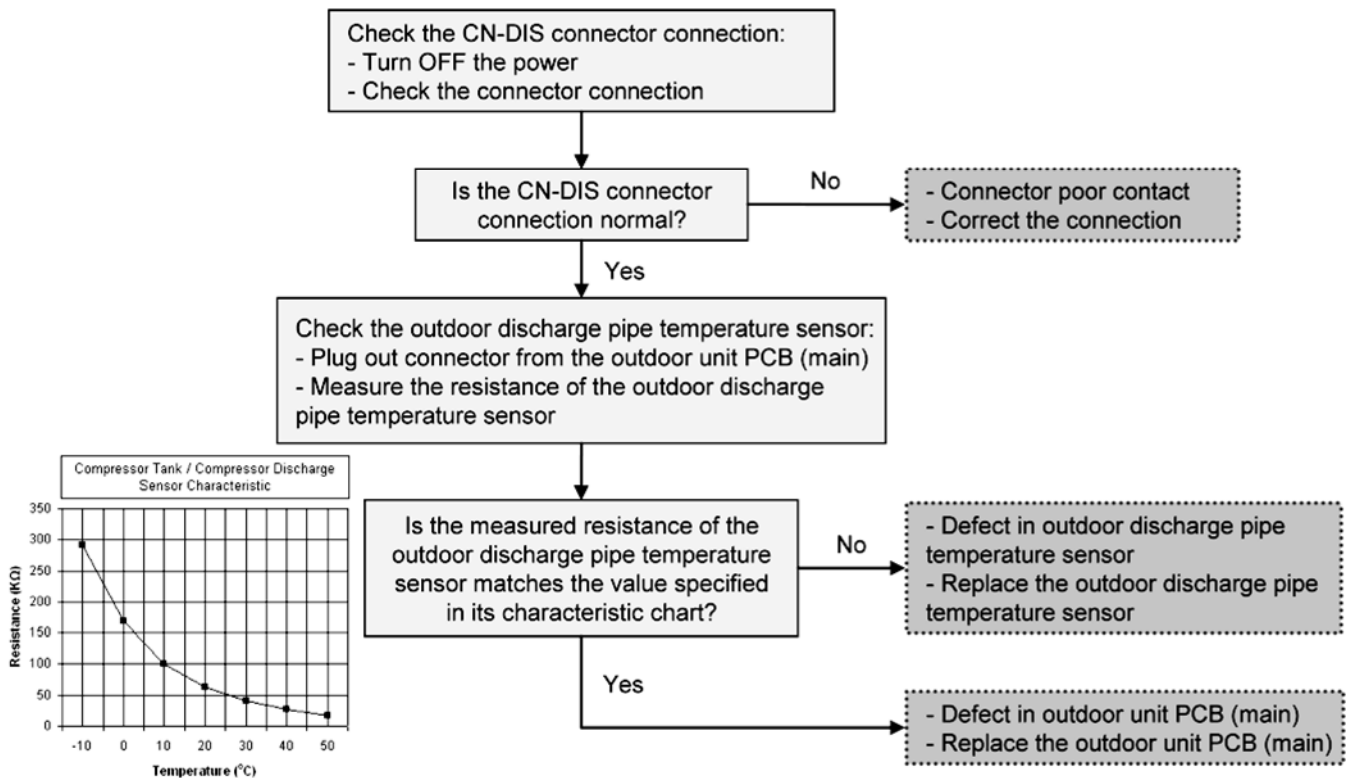 Check the CN-DIS connector connection:
- Turn OFF the power
- Check the connector connection
Is the CN-DIS connector
connection normal?
No
- Connector poor contact
- Correct the connection
Yes
Check the outdoor discharge pipe temperature sensor:
- Plug out connector from the outdoor unit PCB (main)
- Measure the resistance of the outdoor discharge
pipe temperature sensor
Compressor Tank / Compressor Discharge
Sensor Characteristic
Resistance (KΩ)
350
300
250
200
150
100
50
0
-10 0 10 20 30 40 50
Temperature (°C)
Is the measured resistance of the
outdoor discharge pipe temperature
sensor matches the value specified
in its characteristic chart?
No
- Defect in outdoor discharge pipe
temperature sensor
- Replace the outdoor discharge pipe
temperature sensor
Yes
- Defect in outdoor unit PCB (main)
- Replace the outdoor unit PCB (main)